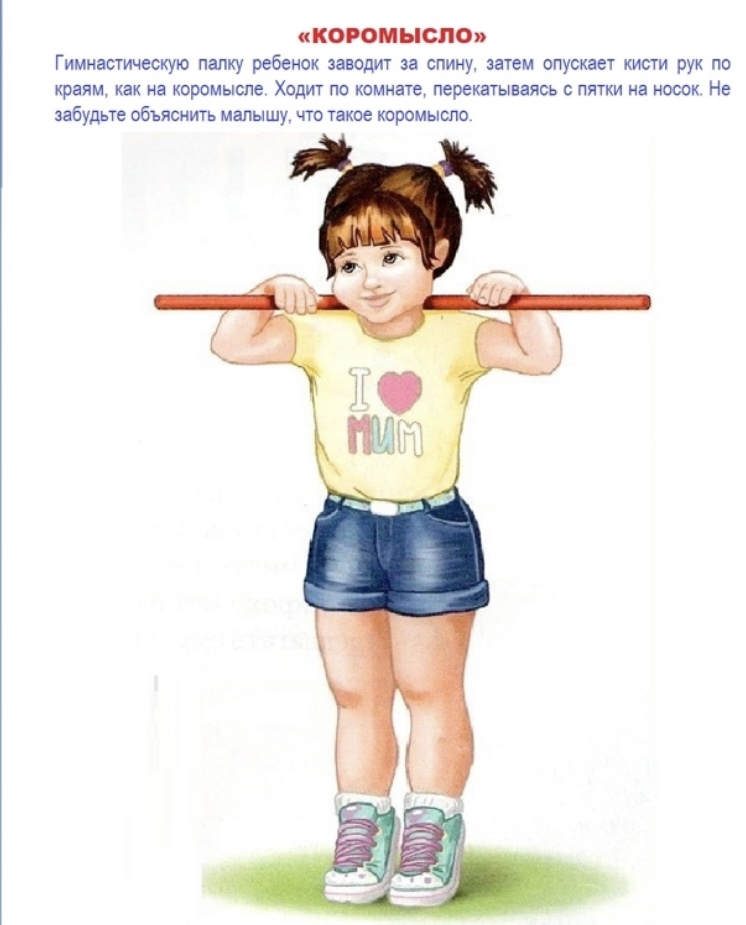 «КОРОМЫСЛО»
Гимнастическую палку ребенок заводит за спину, затем опускает кисти рук по
краям, как на коромысле. Ходит по комнате, перекатываясь с пятки на носок. Не
забудьте объяснить малышу, что такое коромысло.
I
МИМ